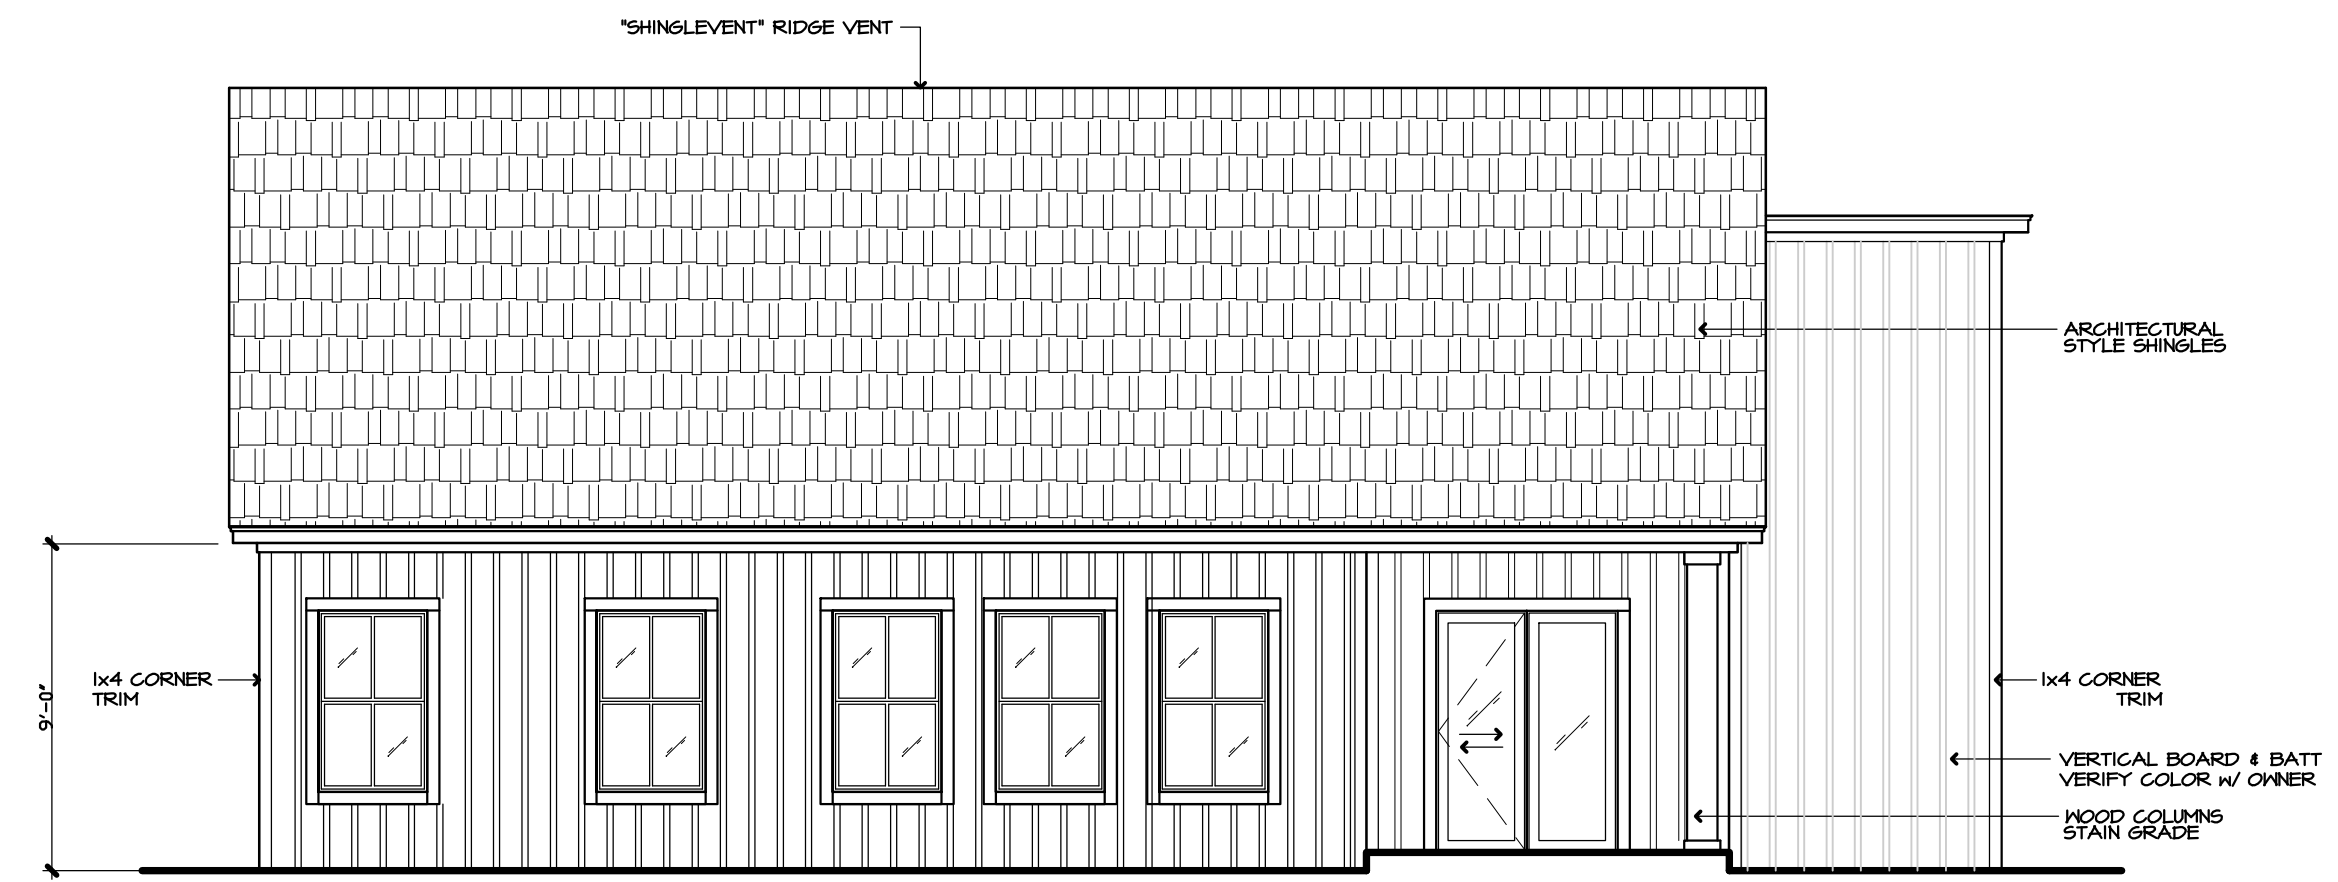 "SHINGLEVENT" RIDGE VENT
ARCHITECTURAL
STYLE SHINGLES
1x4 CORNER
TRIM
9'-0"
1x4 CORNER
TRIM
VERTICAL BOARD & BATT
VERIFY COLOR W/ OWNER
WOOD COLUMNS
STAIN GRADE